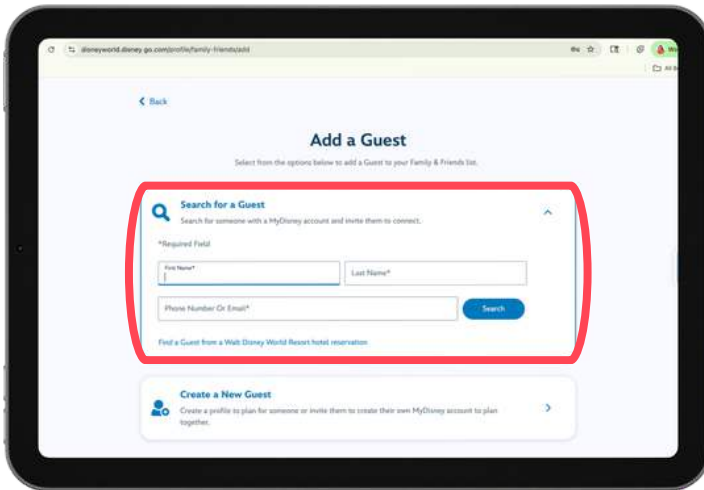 disneyworld.disney.go.com/profile/family-friends/add
All B
Back
Add a Guest
Select from the options below to add a Guest to your Family & Friends list.
Search for a Guest
Search for someone with a MyDisney account and invite them to connect.
*Required Field
First Name*
Last Name*
Phone Number Or Email*
Search
Find a Guest from a Walt Disney World Resort hotel reservation
Create a New Guest
Create a profile to plan for someone or invite them to create their own MyDisney account to plan
together.